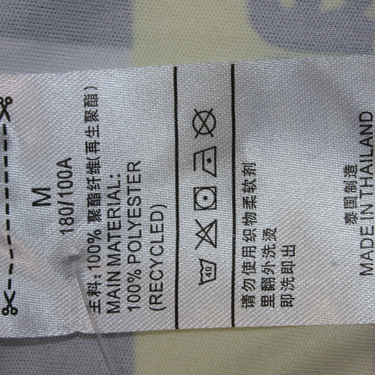 M
180/100A
主料:100% 聚酯纤维(再生聚酯)
MAIN MATERIAL:
100% POLYESTER
(RECYCLED)
40
请勿使用织物柔软剂
里翻外洗烫
即洗即出
泰国制造
MADE IN THAILAND